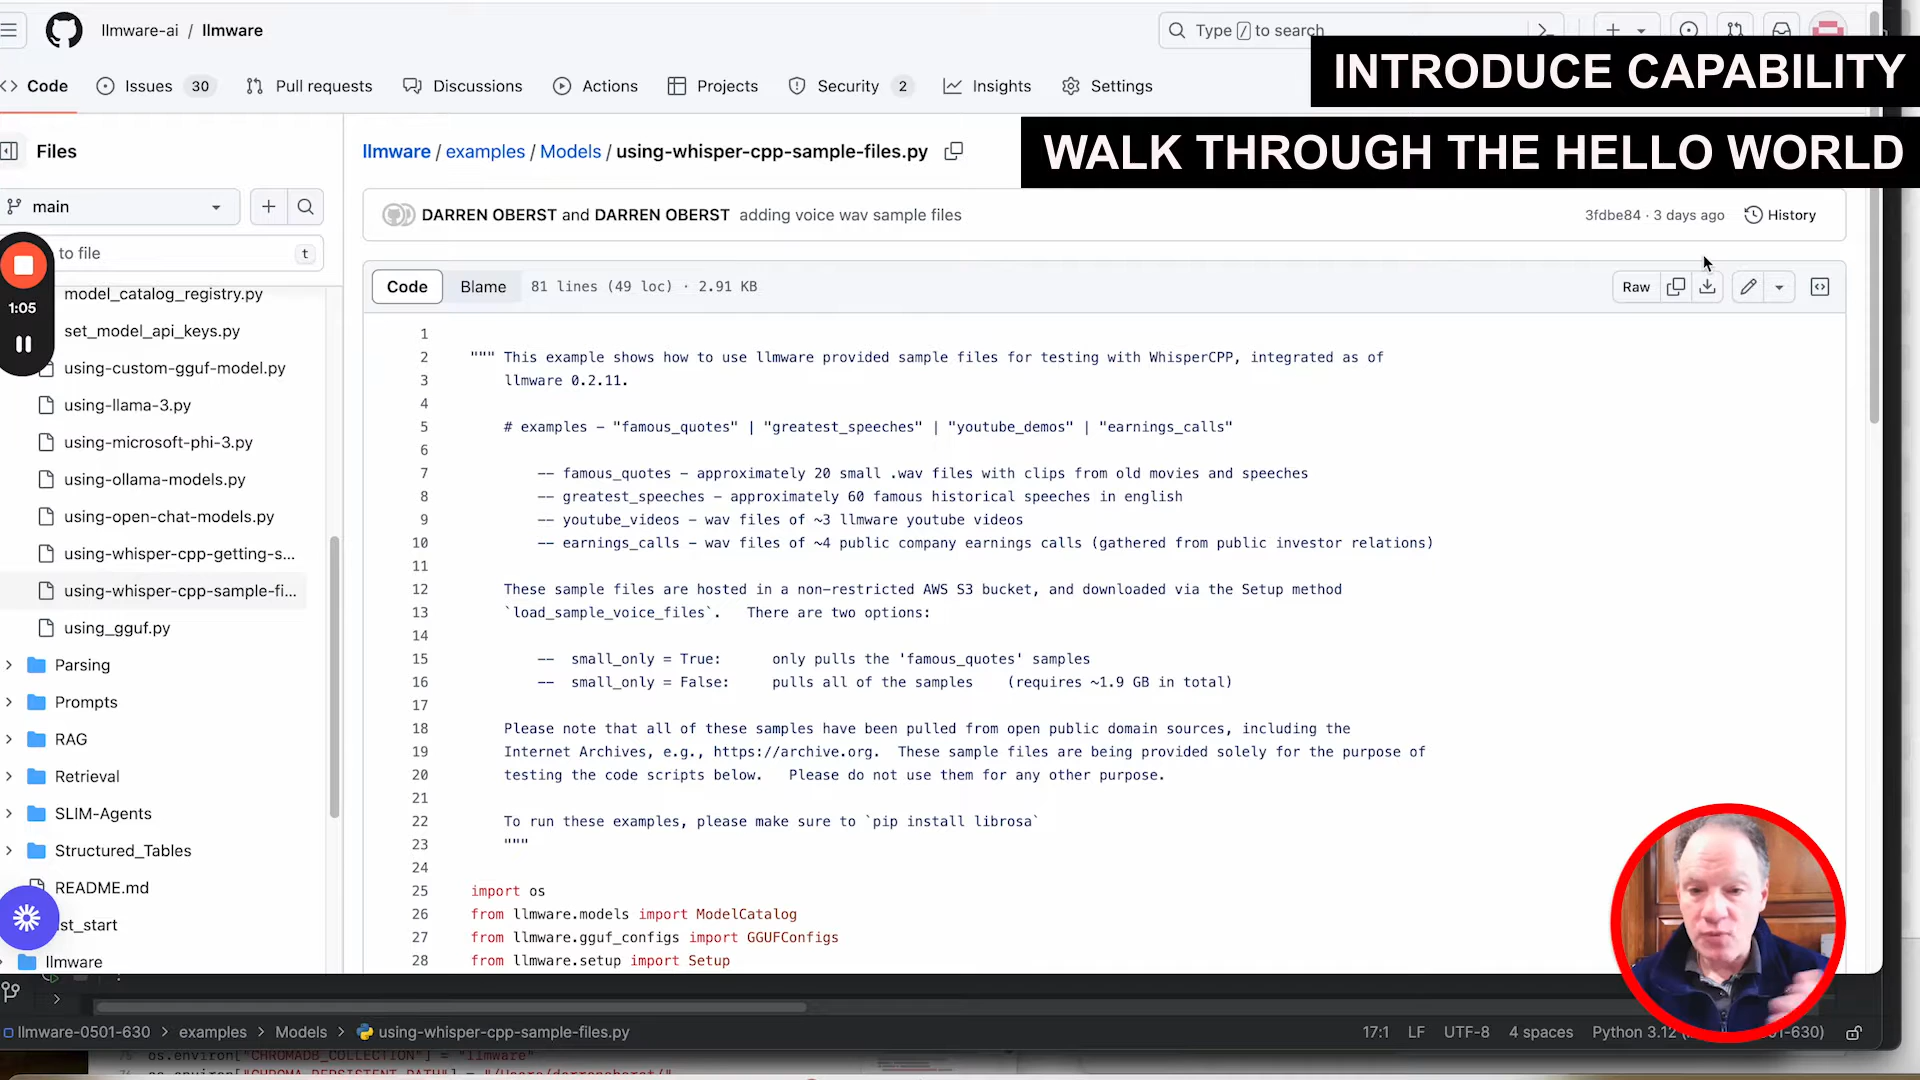 llmware-ai / llmware
Type / to search
INTRODUCE CAPABILITY
Code
Issues 30
Pull requests
Discussions
Actions
Projects
Security 2
Insights
Settings
WALK THROUGH THE HELLO WORLD
Files
llmware / examples / Models / using-whisper-cpp-sample-files.py
main
DARREN OBERST and DARREN OBERST adding voice wav sample files
3fdbe84 · 3 days ago
History
to file
t
1:05
Code
Blame
81 lines (49 loc) · 2.91 KB
Raw
model_catalog_registry.py
set_model_api_keys.py
using-custom-gguf-model.py
using-llama-3.py
using-microsoft-phi-3.py
using-ollama-models.py
using-open-chat-models.py
using-whisper-cpp-getting-s...
using-whisper-cpp-sample-fi...
using_gguf.py
Parsing
Prompts
RAG
Retrieval
SLIM-Agents
Structured_Tables
README.md
st_start
llmware
1
2 """ This example shows how to use llmware provided sample files for testing with WhisperCPP, integrated as of
3 llmware 0.2.11.
4
5 # examples - "famous_quotes" | "greatest_speeches" | "youtube_demos" | "earnings_calls"
6
7 -- famous_quotes - approximately 20 small .wav files with clips from old movies and speeches
8 -- greatest_speeches - approximately 60 famous historical speeches in english
9 -- youtube_videos - wav files of ~3 llmware youtube videos
10 -- earnings_calls - wav files of ~4 public company earnings calls (gathered from public investor relations)
11
12 These sample files are hosted in a non-restricted AWS S3 bucket, and downloaded via the Setup method
13 `load_sample_voice_files`. There are two options:
14
15 -- small_only = True: only pulls the 'famous_quotes' samples
16 -- small_only = False: pulls all of the samples (requires ~1.9 GB in total)
17
18 Please note that all of these samples have been pulled from open public domain sources, including the
19 Internet Archives, e.g., https://archive.org. These sample files are being provided solely for the purpose of
20 testing the code scripts below. Please do not use them for any other purpose.
21
22 To run these examples, please make sure to `pip install librosa`
23 """
24
25 import os
26 from llmware.models import ModelCatalog
27 from llmware.gguf_configs import GGUFConfigs
28 from llmware.setup import Setup
llmware-0501-630 > examples > Models > using-whisper-cpp-sample-files.py
17:1 LF UTF-8 4 spaces Python 3.12 01-630)
os.environ["CHROMADB_COLLECTION"] = "llmware"